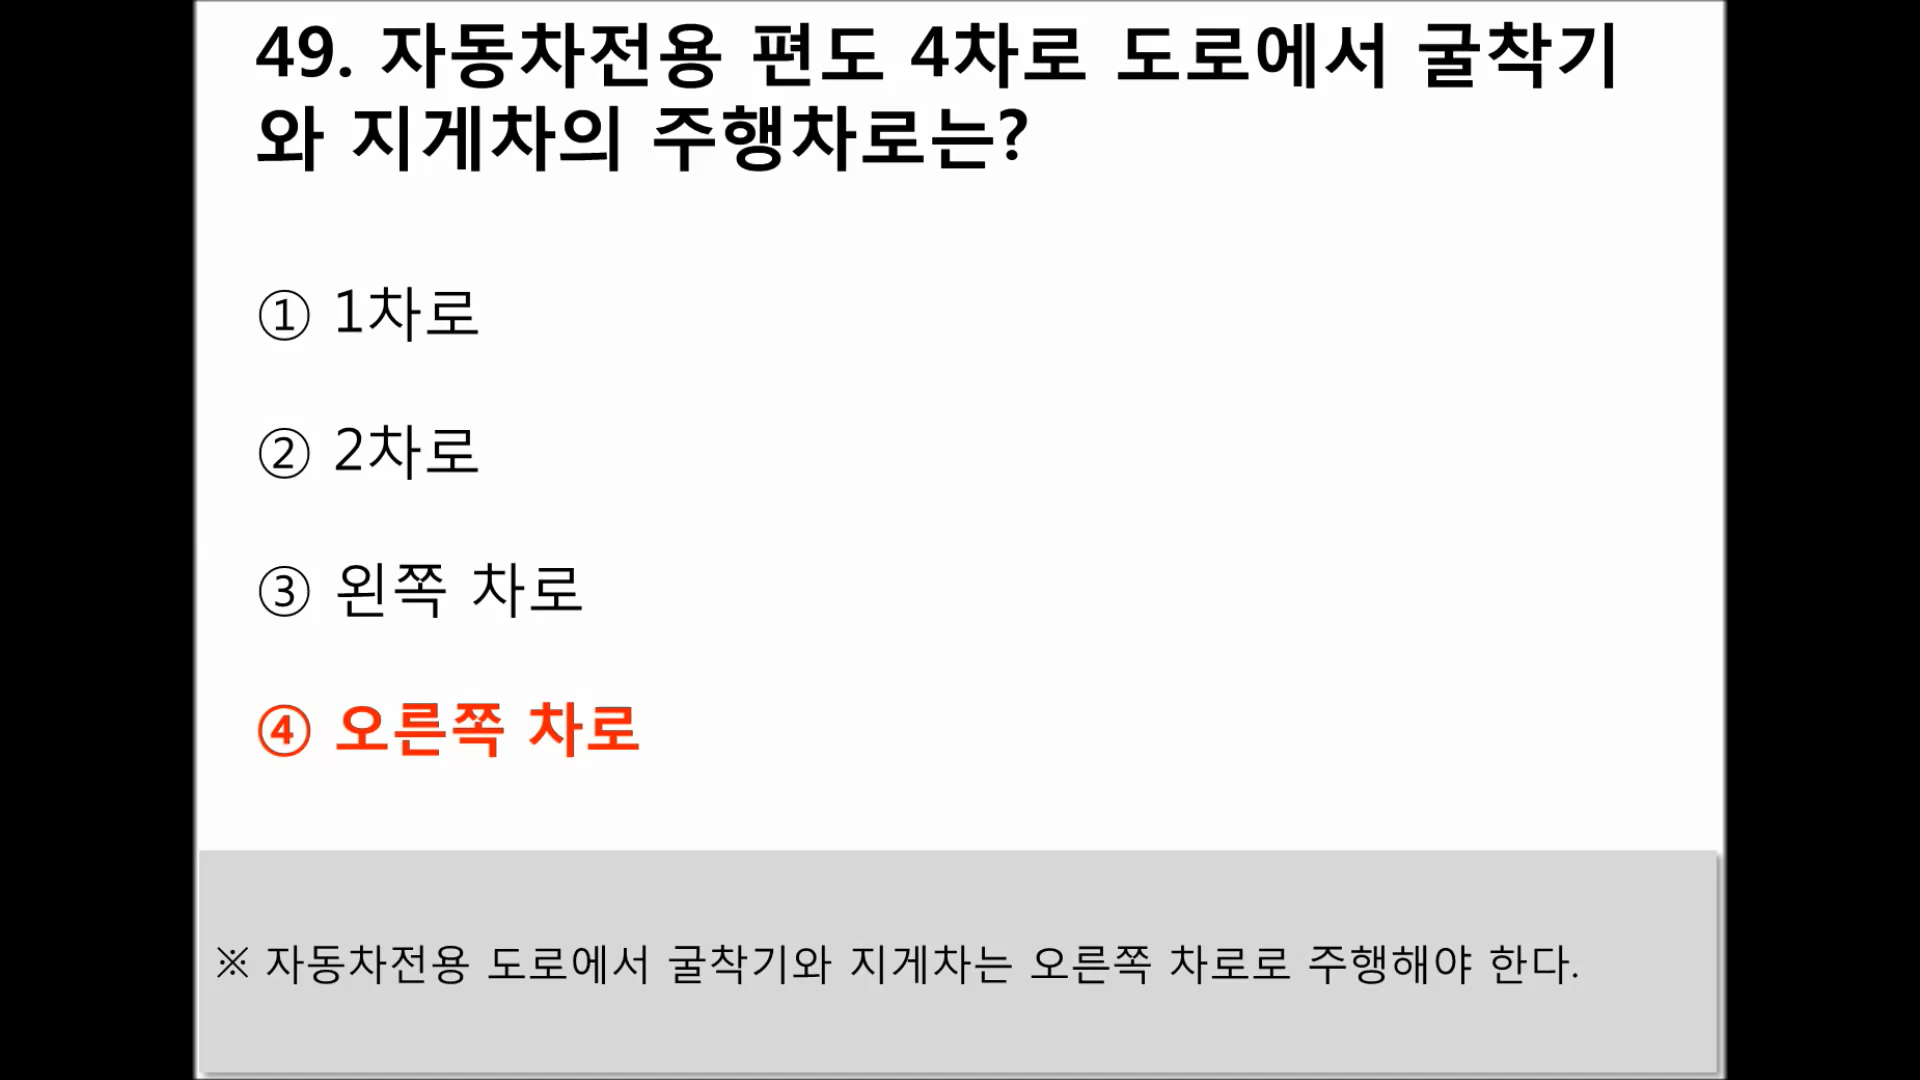 49. 자동차전용 편도 4차로 도로에서 굴착기
와 지게차의 주행차로는?
① 1차로
② 2차로
③ 왼쪽 차로
④ 오른쪽 차로
※ 자동차전용 도로에서 굴착기와 지게차는 오른쪽 차로로 주행해야 한다.